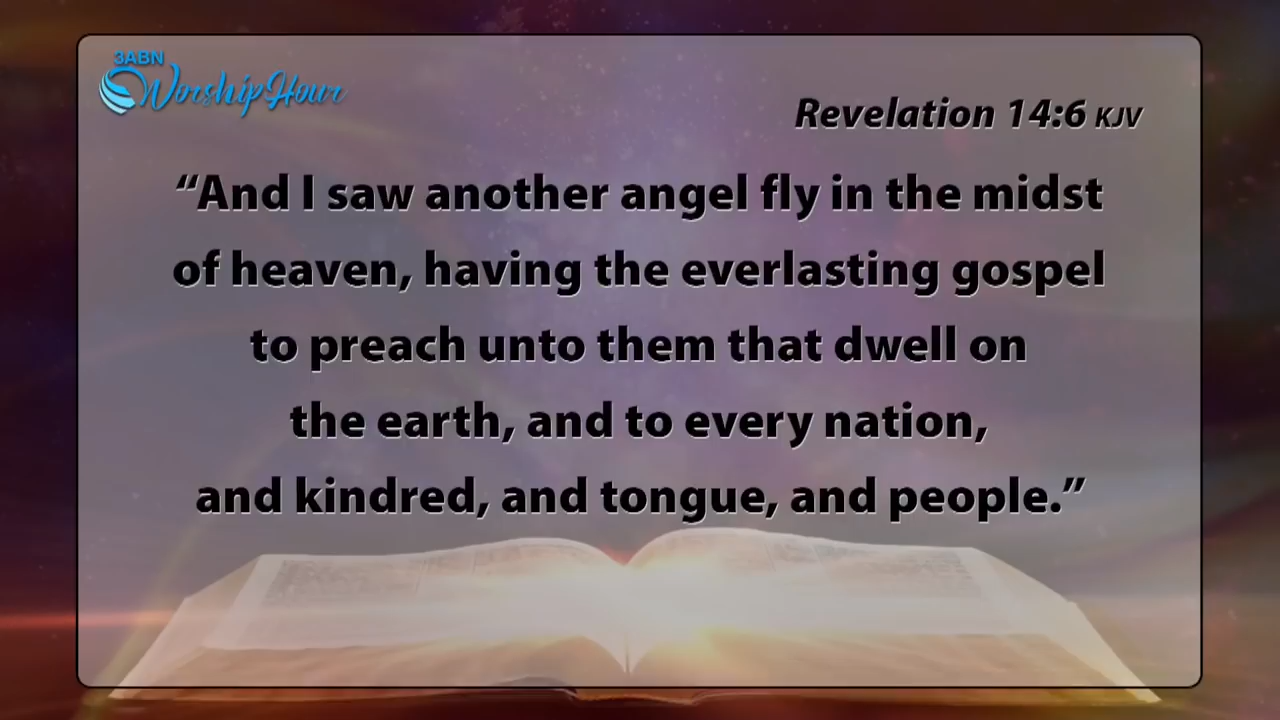 3ABN
Worship Hour
Revelation 14:6 KJV
“And I saw another angel fly in the midst
of heaven, having the everlasting gospel
to preach unto them that dwell on
the earth, and to every nation,
and kindred, and tongue, and people.”